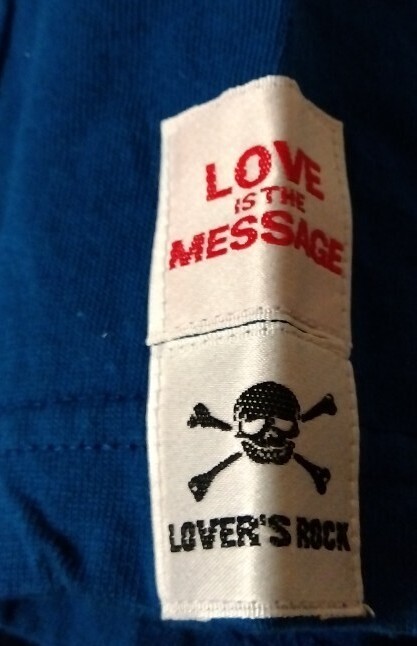 LOVE
IS THE
MESSAGE
LOVER'S ROCK